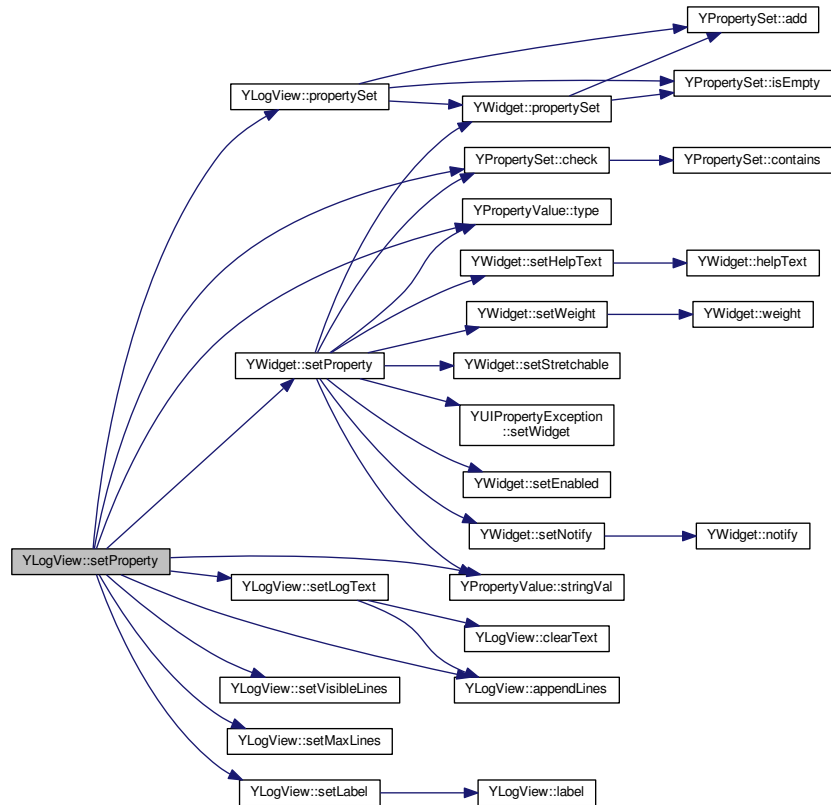 YPropertySet::add
YPropertySet::isEmpty
YLogView::propertySet
YWidget::propertySet
YPropertySet::check
YPropertySet::contains
YPropertyValue::type
YWidget::setHelpText
YWidget::helpText
YWidget::setWeight
YWidget::weight
YWidget::setProperty
YWidget::setStretchable
YUIPropertyException
::setWidget
YWidget::setEnabled
YWidget::setNotify
YWidget::notify
YLogView::setProperty
YLogView::setLogText
YPropertyValue::stringVal
YLogView::clearText
YLogView::setVisibleLines
YLogView::appendLines
YLogView::setMaxLines
YLogView::setLabel
YLogView::label